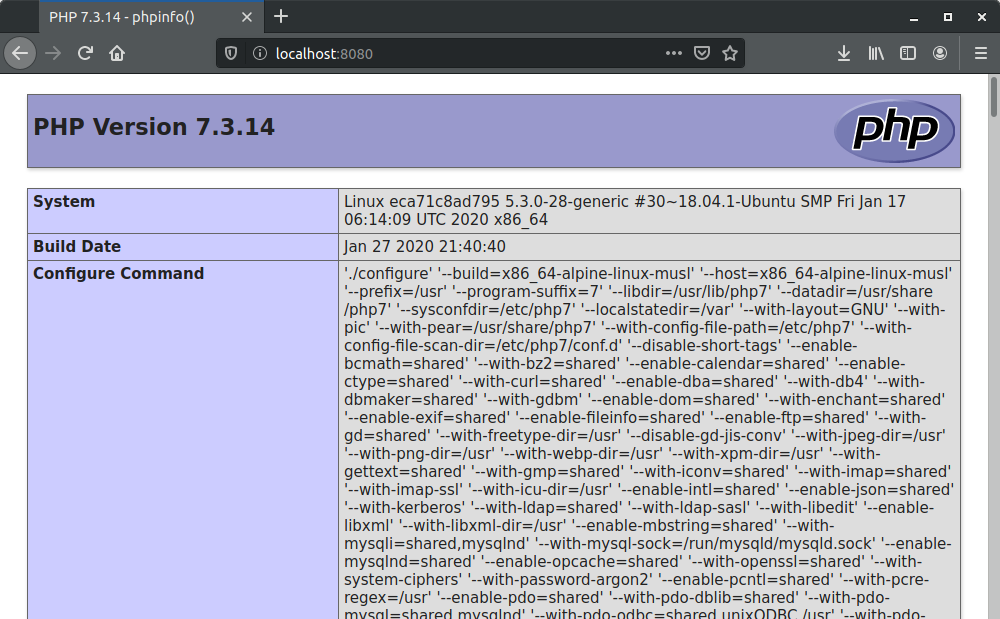 PHP 7.3.14 - phpinfo()
localhost:8080
PHP Version 7.3.14
php
System
Linux eca71c8ad795 5.3.0-28-generic #30~18.04.1-Ubuntu SMP Fri Jan 17
06:14:09 UTC 2020 x86_64
Build Date
Jan 27 2020 21:40:40
Configure Command
'./configure' '--build=x86_64-alpine-linux-musl' '--host=x86_64-alpine-linux-musl'
'--prefix=/usr' '--program-suffix=7' '--libdir=/usr/lib/php7' '--datadir=/usr/share
/php7' '--sysconfdir=/etc/php7' '--localstatedir=/var' '--with-layout=GNU' '--with-
pic' '--with-pear=/usr/share/php7' '--with-config-file-path=/etc/php7' '--with-
config-file-scan-dir=/etc/php7/conf.d' '--disable-short-tags' '--enable-
bcmath=shared' '--with-bz2=shared' '--enable-calendar=shared' '--enable-
ctype=shared' '--with-curl=shared' '--enable-dba=shared' '--with-db4' '--with-
dbmaker=shared' '--with-gdbm' '--enable-dom=shared' '--with-enchant=shared'
'--enable-exif=shared' '--enable-fileinfo=shared' '--enable-ftp=shared' '--with-
gd=shared' '--with-freetype-dir=/usr' '--disable-gd-jis-conv' '--with-jpeg-dir=/usr'
'--with-png-dir=/usr' '--with-webp-dir=/usr' '--with-xpm-dir=/usr' '--with-
gettext=shared' '--with-gmp=shared' '--with-iconv=shared' '--with-imap=shared'
'--with-imap-ssl' '--with-icu-dir=/usr' '--enable-intl=shared' '--enable-json=shared'
'--with-kerberos' '--with-ldap=shared' '--with-ldap-sasl' '--with-libedit' '--enable-
libxml' '--with-libxml-dir=/usr' '--enable-mbstring=shared' '--with-
mysqli=shared,mysqlnd' '--with-mysql-sock=/run/mysqld/mysqld.sock' '--enable-
mysqlnd=shared' '--enable-opcache=shared' '--with-openssl=shared' '--with-
system-ciphers' '--with-password-argon2' '--enable-pcntl=shared' '--with-pcre-
regex=/usr' '--enable-pdo=shared' '--with-pdo-dblib=shared' '--with-pdo-
mysql=shared,mysqlnd' '--with-pdo-odbc=shared,unixODBC,/usr' '--with-pdo-